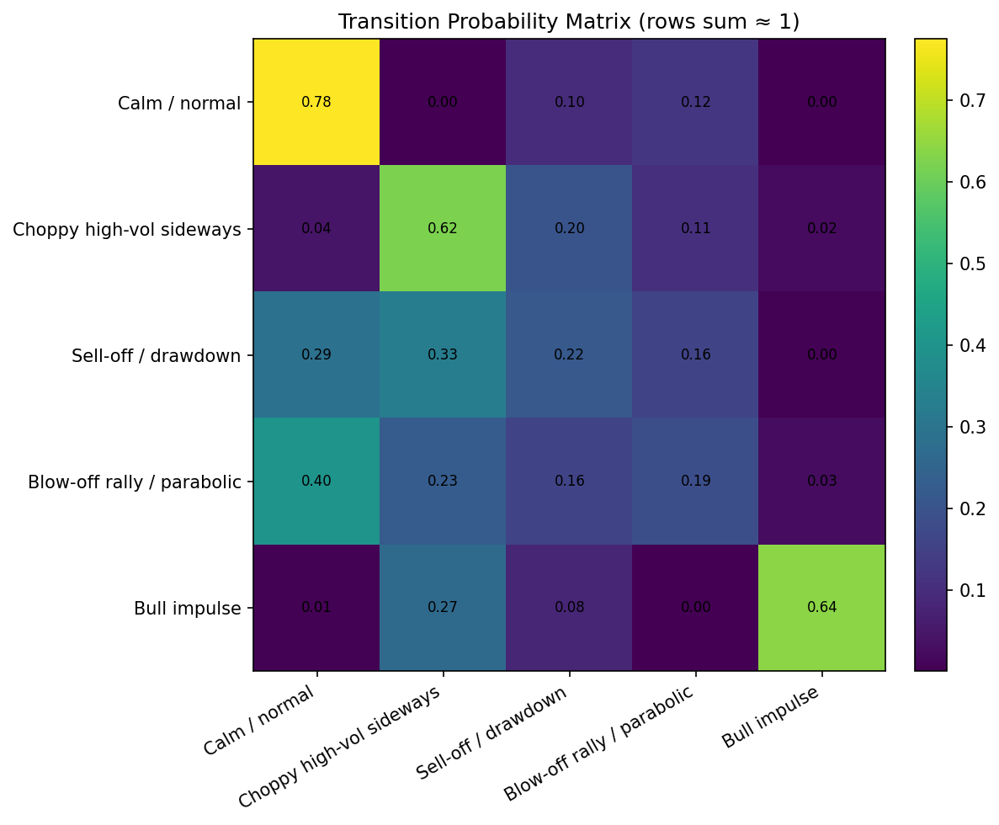 Transition Probability Matrix (rows sum ≈ 1)
Calm / normal 0.78 0.00 0.10 0.12 0.00
Choppy high-vol sideways 0.04 0.62 0.20 0.11 0.02
Sell-off / drawdown 0.29 0.33 0.22 0.16 0.00
Blow-off rally / parabolic 0.40 0.23 0.16 0.19 0.03
Bull impulse 0.01 0.27 0.08 0.00 0.64
Calm / normal
Choppy high-vol sideways
Sell-off / drawdown
Blow-off rally / parabolic
Bull impulse
0.7
0.6
0.5
0.4
0.3
0.2
0.1